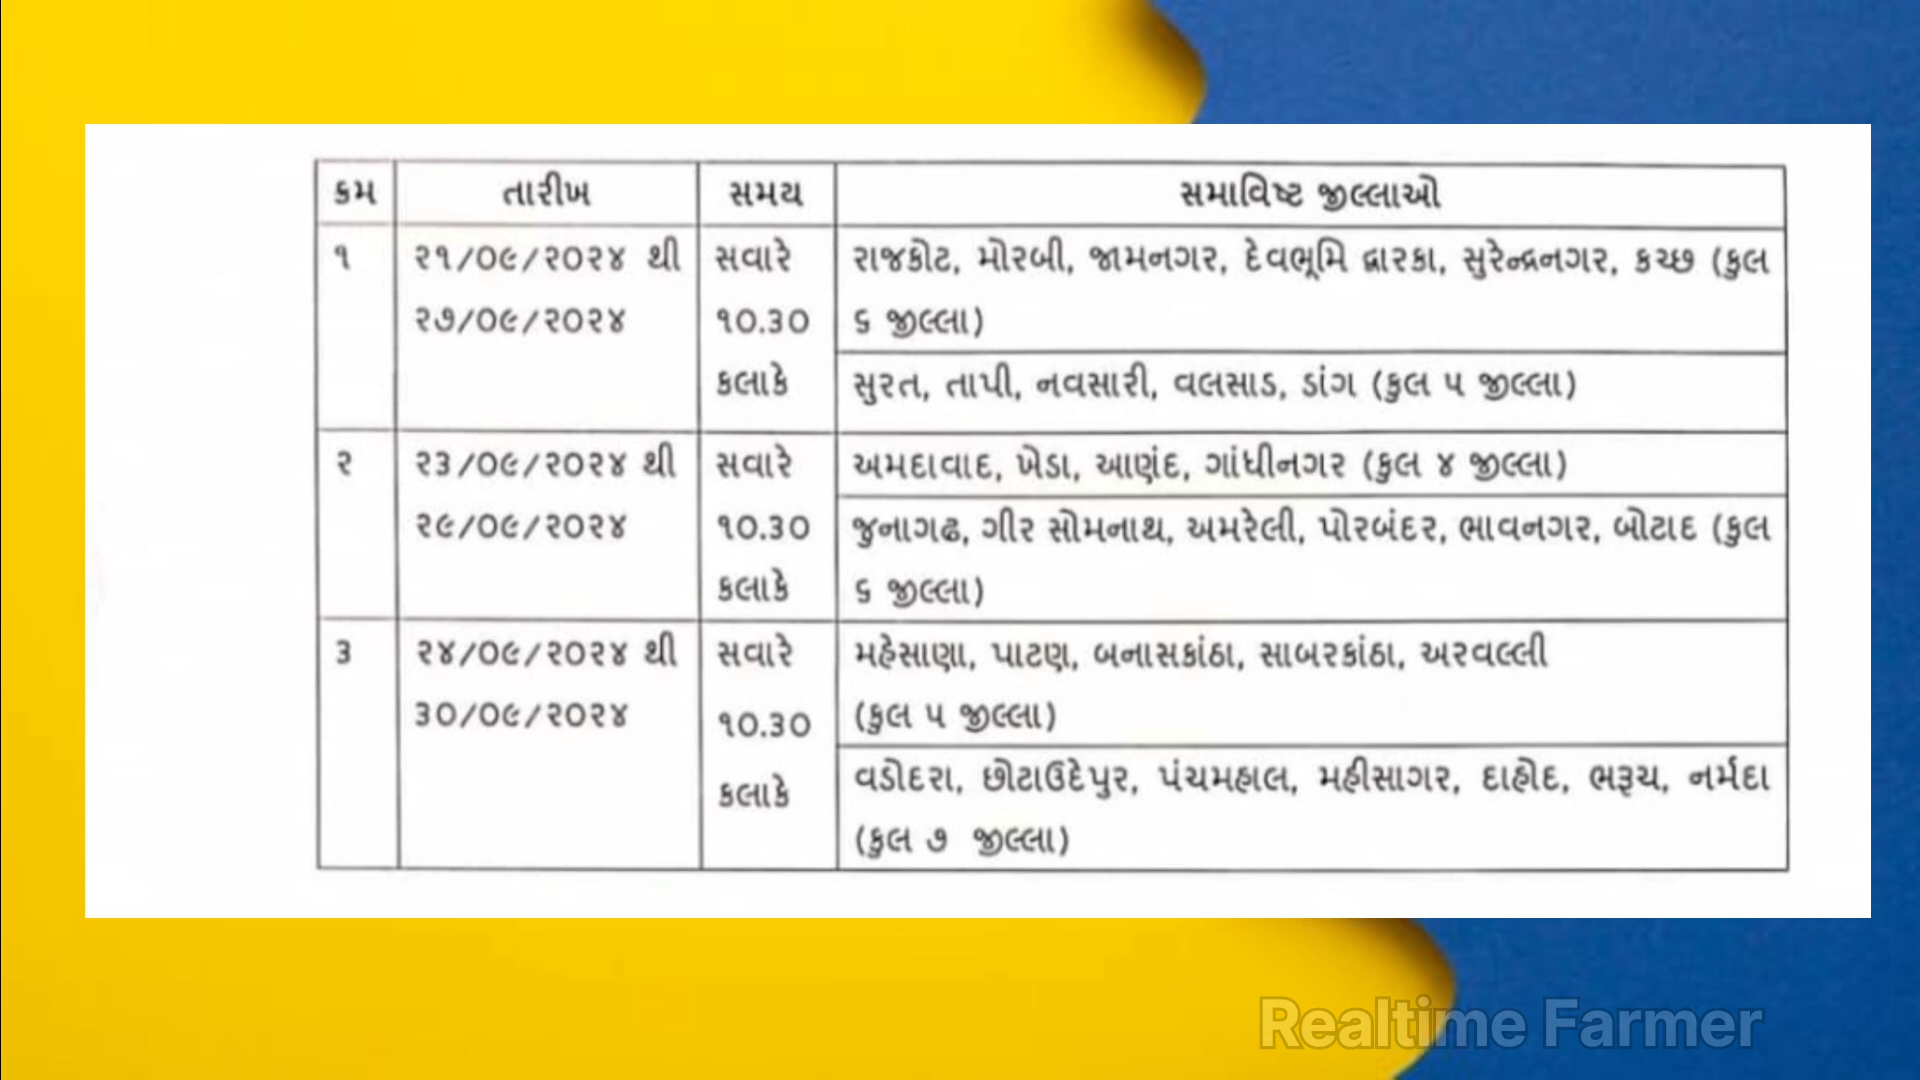 ક્રમ તારીખ સમય સમાવિષ્ટ જીલ્લાઓ
૧ ૨૧/૦૯/૨૦૨૪ થી સવારે રાજકોટ, મોરબી, જામનગર, દેવભૂમિ દ્વારકા, સુરેન્દ્રનગર, કચ્છ (કુલ
૨૭/૦૯/૨૦૨૪ ૧૦.૩૦ ૬ જીલ્લા)
કલાકે સુરત, તાપી, નવસારી, વલસાડ, ડાંગ (કુલ ૫ જીલ્લા)
૨ ૨૩/૦૯/૨૦૨૪ થી સવારે અમદાવાદ, ખેડા, આણંદ, ગાંધીનગર (કુલ ૪ જીલ્લા)
૨૯/૦૯/૨૦૨૪ ૧૦.૩૦ જુનાગઢ, ગીર સોમનાથ, અમરેલી, પોરબંદર, ભાવનગર, બોટાદ (કુલ
કલાકે ૬ જીલ્લા)
૩ ૨૪/૦૯/૨૦૨૪ થી સવારે મહેસાણા, પાટણ, બનાસકાંઠા, સાબરકાંઠા, અરવલ્લી
૩૦/૦૯/૨૦૨૪ ૧૦.૩૦ (કુલ ૫ જીલ્લા)
કલાકે વડોદરા, છોટાઉદેપુર, પંચમહાલ, મહીસાગર, દાહોદ, ભરૂચ, નર્મદા
(કુલ ૭ જીલ્લા)
Realtime Farmer